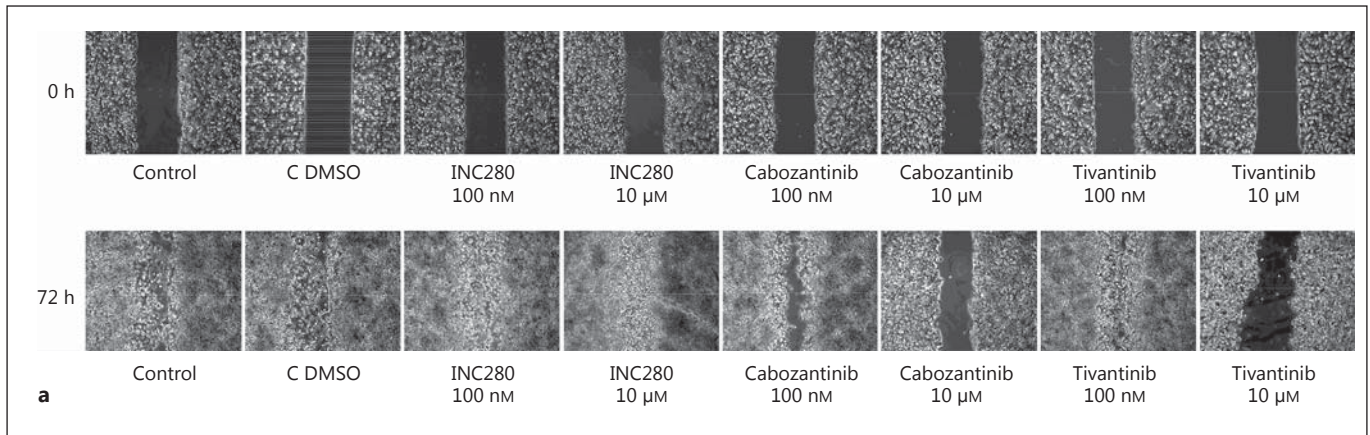 0 h
Control C DMSO INC280 INC280 Cabozantinib Cabozantinib Tivantinib Tivantinib
100 nM 10 µM 100 nM 10 µM 100 nM 10 µM
72 h
Control C DMSO INC280 INC280 Cabozantinib Cabozantinib Tivantinib Tivantinib
100 nM 10 µM 100 nM 10 µM 100 nM 10 µM
a